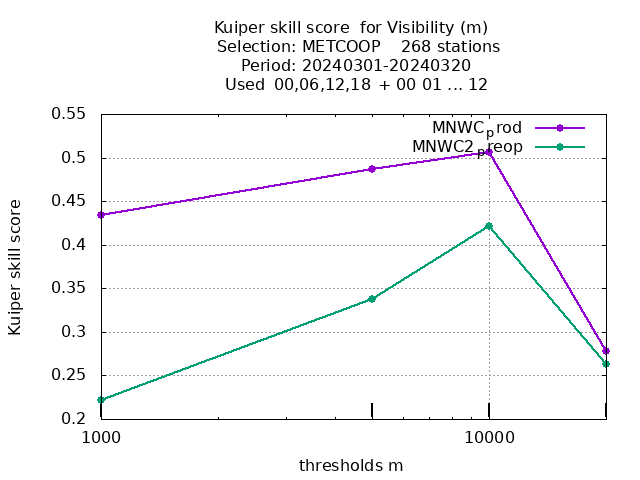 Kuiper skill score for Visibility (m)
Selection: METCOOP 268 stations
Period: 20240301-20240320
Used 00,06,12,18 + 00 01 ... 12
MNWCprod
MNWC2preop
0.55
0.5
0.45
0.4
0.35
0.3
0.25
0.2
Kuiper skill score
1000
10000
thresholds m